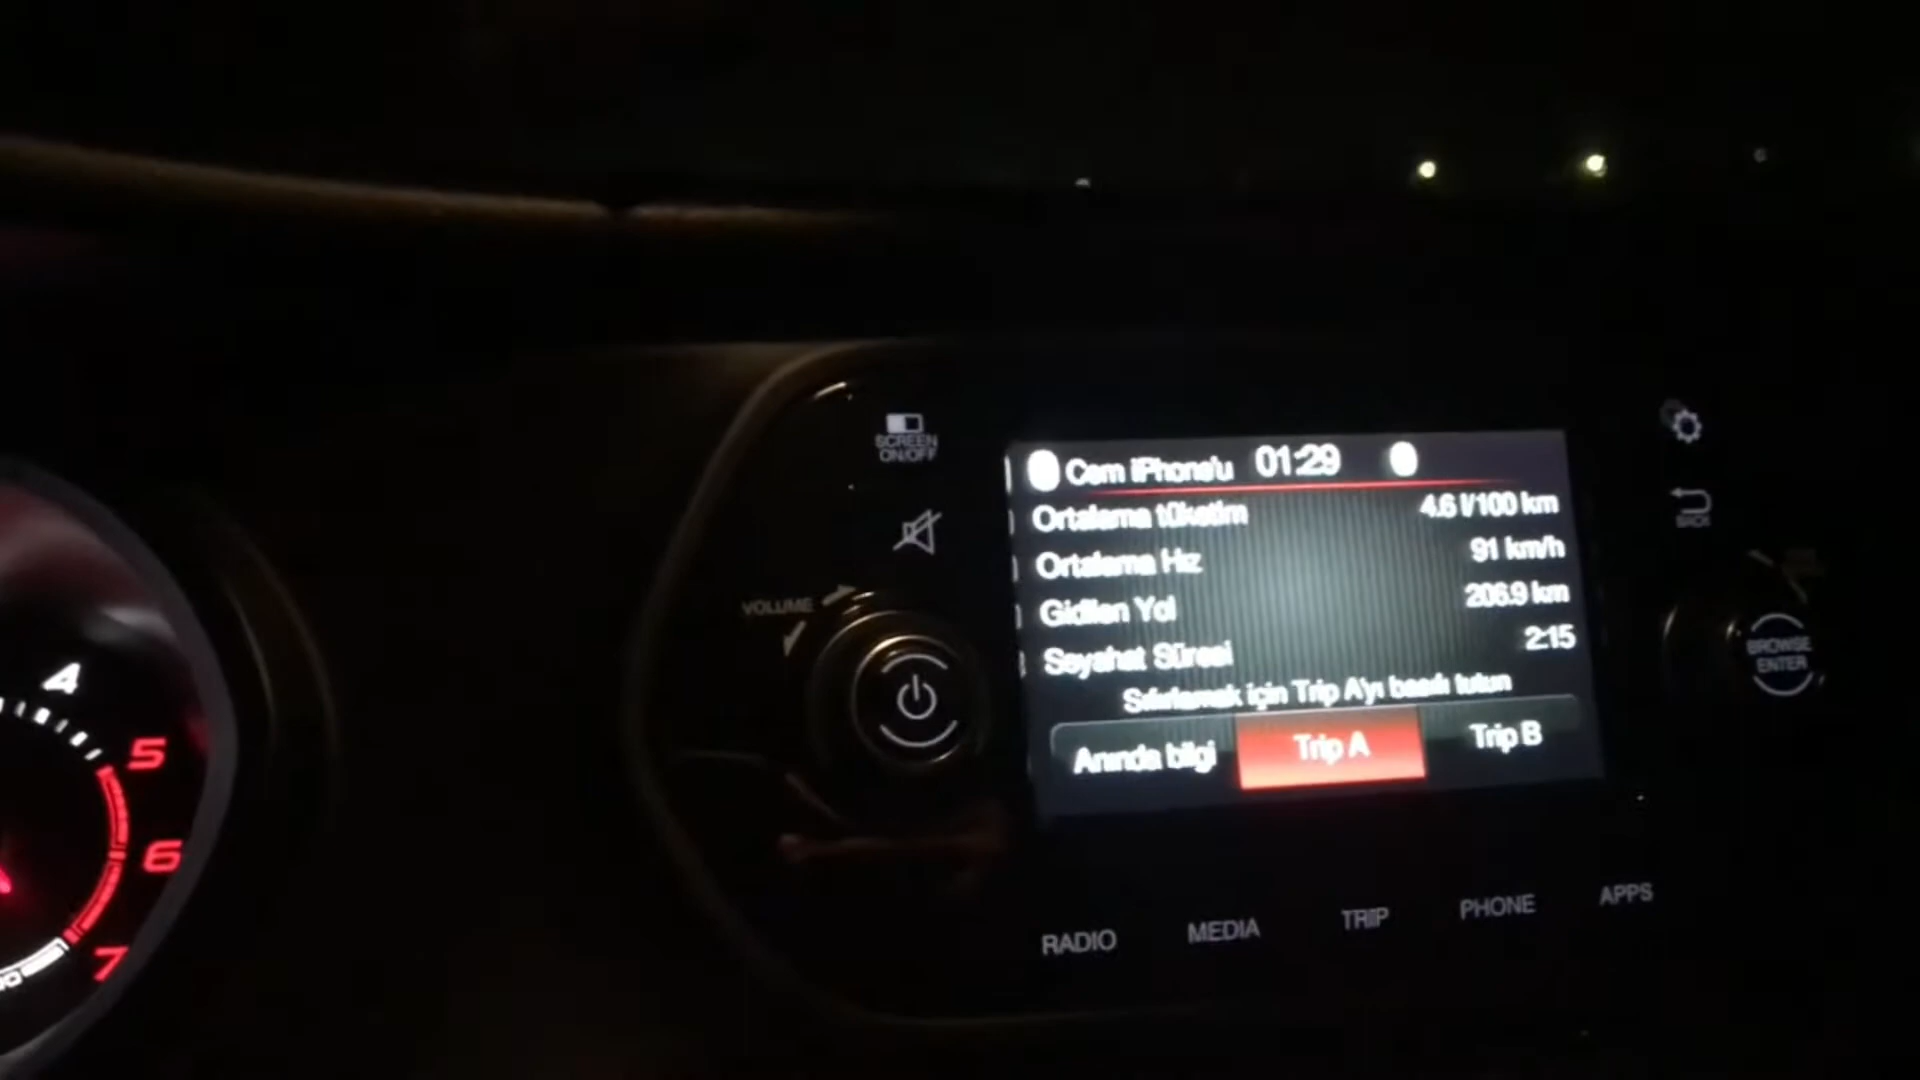 SCREEN
ON/OFF
VOLUME
Cem iPhone'u 01:29
Ortalama tüketim 4.6 l/100 km
Ortalama Hız 91 km/h
Gidilen Yol 206.9 km
Seyahat Süresi 2:15
Sıfırlamak için Trip A'yı basılı tutun
Anında bilgi Trip A Trip B
BACK
BROWSE
ENTER
RADIO MEDIA TRIP PHONE APPS
4
5
6
7